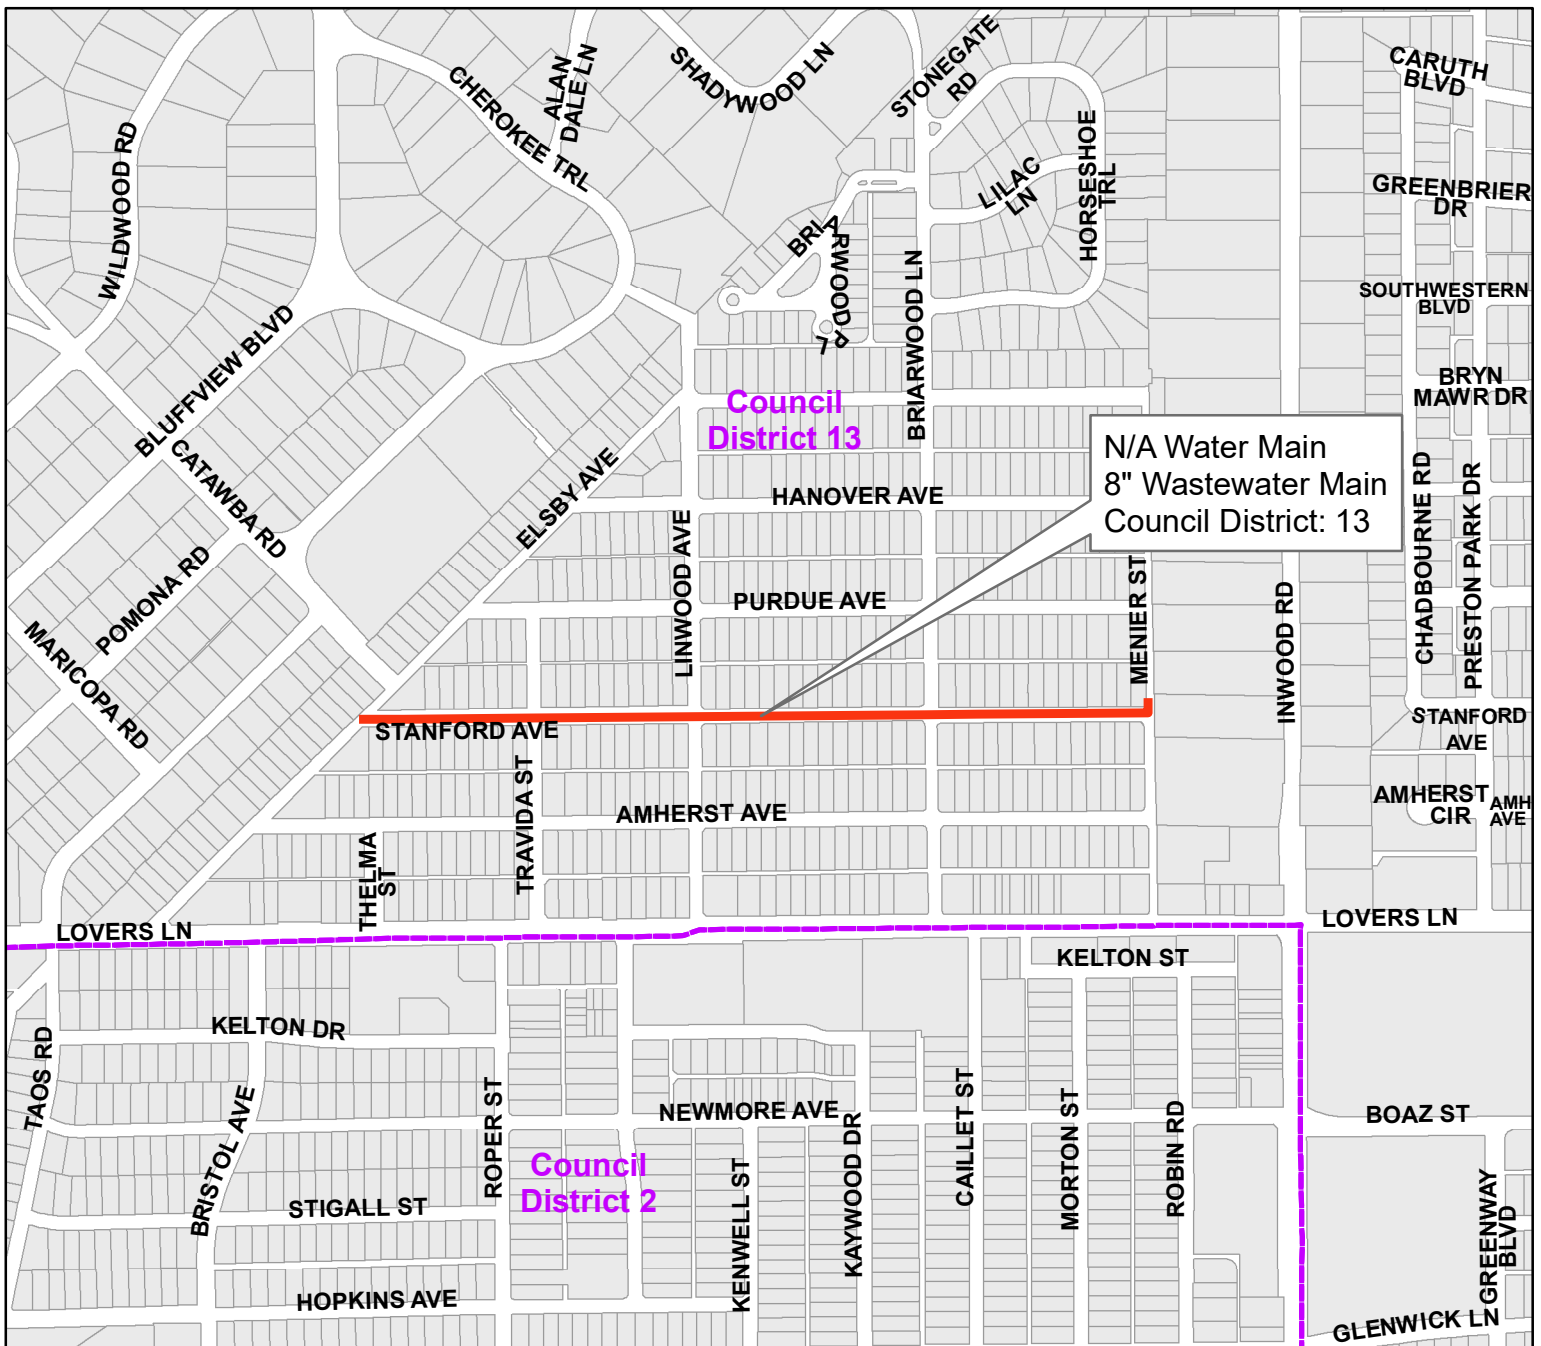 STONEGATE
RD
SHADYWOOD LN
ALAN
DALE LN
CARUTH
BLVD
CHEROKEE TRL
WILDWOOD RD
HORSESHOE
TRL
LILAC
LN
GREENBRIER
DR
BRIA
RWOOD
PL
BRIARWOOD LN
SOUTHWESTERN
BLVD
BLUFFVIEW BLVD
BRYN
MAWR DR
Council
District 13
N/A Water Main
8" Wastewater Main
Council District: 13
CATAWBA RD
ELSBY AVE
HANOVER AVE
CHADBOURNE RD
PRESTON PARK DR
LINWOOD AVE
POMONA RD
PURDUE AVE
MENIER ST
INWOOD RD
MARICOPA RD
STANFORD AVE
STANFORD
AVE
TRAVIDA ST
AMHERST AVE
AMHERST
CIR
AMH
AVE
THELMA
ST
LOVERS LN
LOVERS LN
KELTON ST
KELTON DR
TAOS RD
BRISTOL AVE
ROPER ST
NEWMORE AVE
CAILLET ST
MORTON ST
ROBIN RD
BOAZ ST
KAYWOOD DR
Council
District 2
KENWELL ST
STIGALL ST
GREENWAY
BLVD
HOPKINS AVE
GLENWICK LN